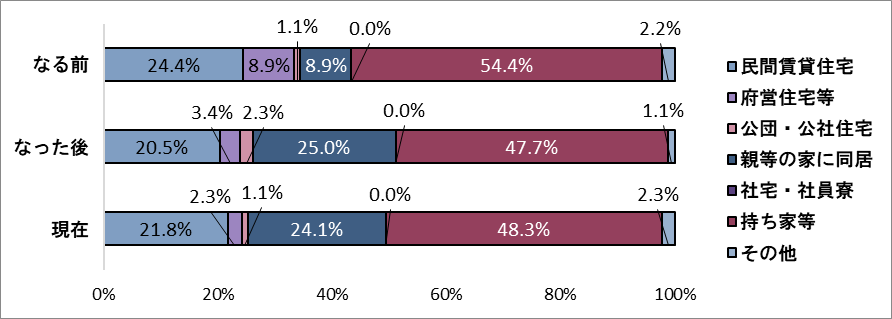 1.1% 0.0% 2.2%
なる前 24.4% 8.9% 8.9% 54.4%
3.4% 2.3% 0.0% 1.1%
なった後 20.5% 25.0% 47.7%
2.3% 1.1% 0.0% 2.3%
現在 21.8% 24.1% 48.3%
0% 20% 40% 60% 80% 100%
民間賃貸住宅
府営住宅等
公団・公社住宅
親等の家に同居
社宅・社員寮
持ち家等
その他